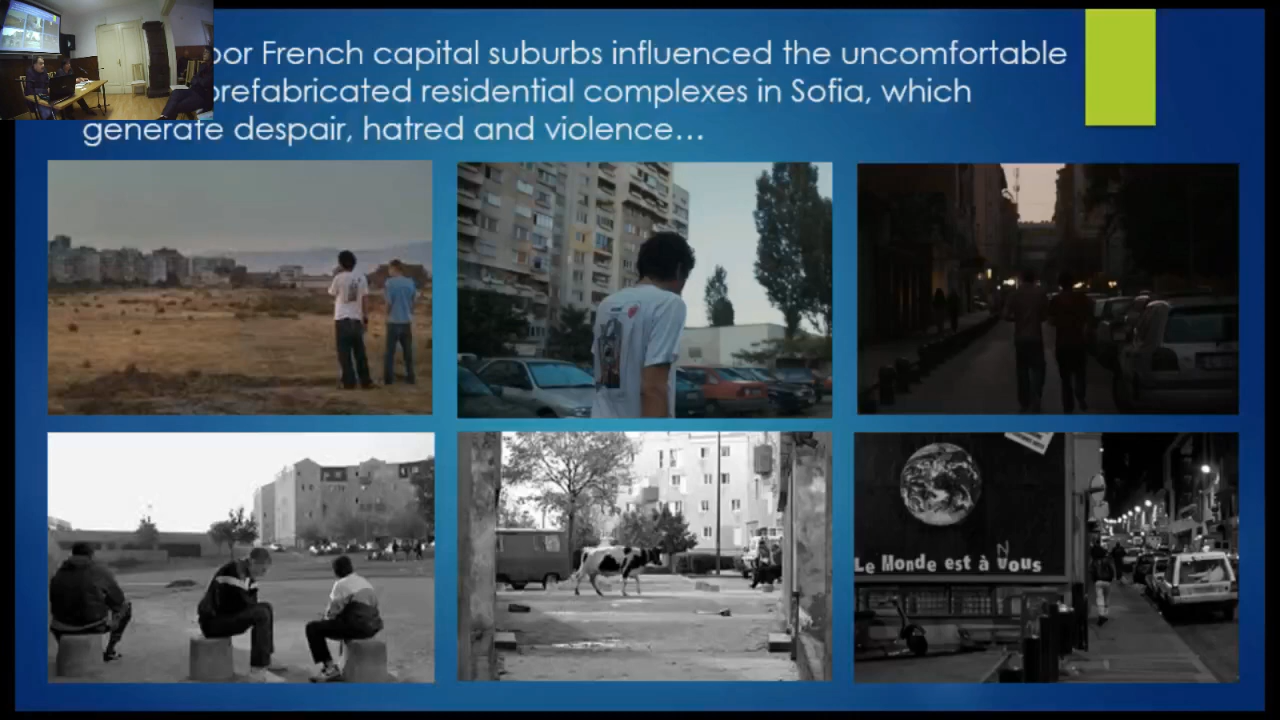 French capital suburbs influenced the uncomfortable
prefabricated residential complexes in Sofia, which
generate despair, hatred and violence…
Le Monde est à Vous
N